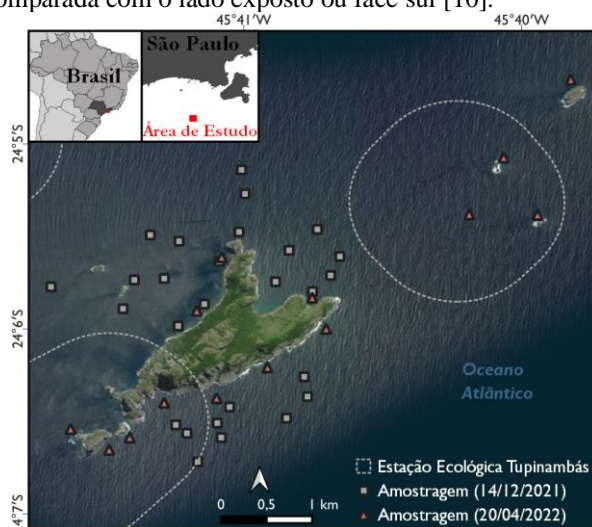 omparada com o lado exposto ou face sul [10].
45°41'W 45°40'W
São Paulo
Brasil
Área de Estudo
24°5'S
24°6'S
Oceano
Atlântico
Estação Ecológica Tupinambás
Amostragem (14/12/2021)
0 0,5 1 km
Amostragem (20/04/2022)
24°7'S